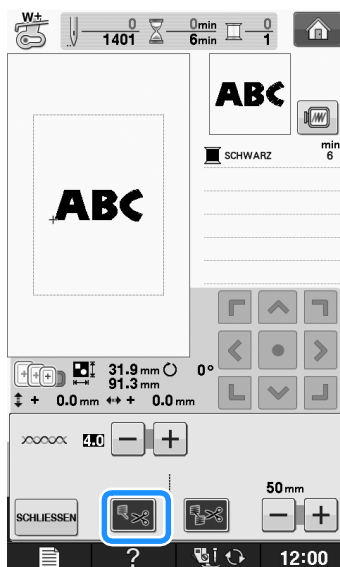 W+
0 0min 0
1401 6min 1
ABC
min
SCHWARZ 6
ABC
31.9 mm 0°
91.3 mm
+ 0.0 mm + 0.0 mm
4.0 - +
50 mm
SCHLIESSEN - +
? 12:00